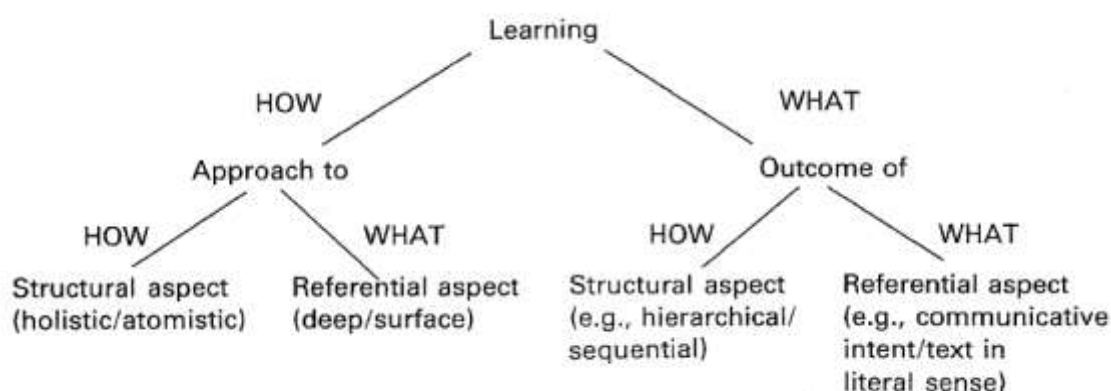 Learning
HOW
WHAT
Approach to
Outcome of
HOW
WHAT
HOW
WHAT
Structural aspect
(holistic/atomistic)
Referential aspect
(deep/surface)
Structural aspect
(e.g., hierarchical/
sequential)
Referential aspect
(e.g., communicative
intent/text in
literal sense)